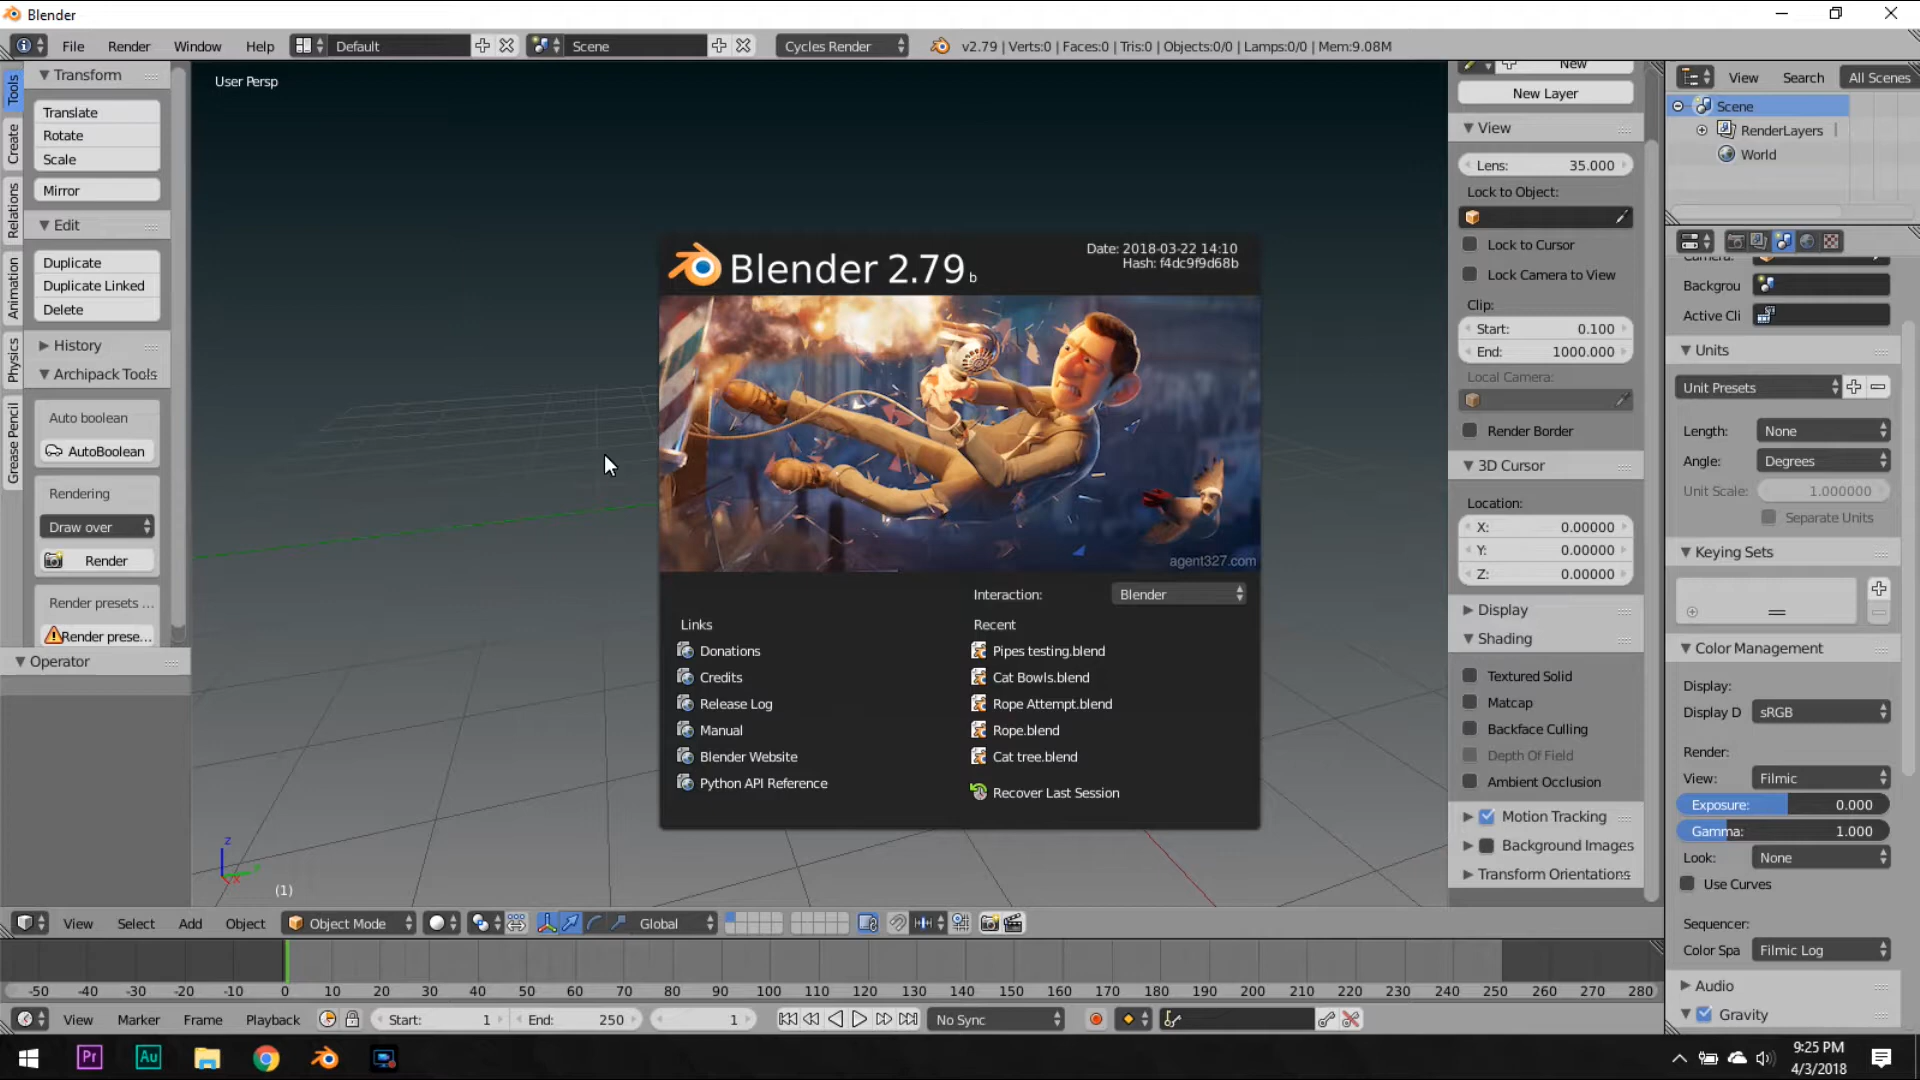 Blender
File
Render
Window
Help
Default
Scene
Cycles Render
v2.79 | Verts:0 | Faces:0 | Tris:0 | Objects:0/0 | Lamps:0/0 | Mem:9.08M
Tools
Create
Relations
Animation
Physics
Grease Pencil
Transform
Translate
Rotate
Scale
Mirror
Edit
Duplicate
Duplicate Linked
Delete
History
Archipack Tools
Auto boolean
AutoBoolean
Rendering
Draw over
Render
Render presets ...
Render prese...
Operator
User Persp
Blender 2.79 b
Date: 2018-03-22 14:10
Hash: f4dc9f9d68b
agent327.com
Interaction:
Blender
Links
Donations
Credits
Release Log
Manual
Blender Website
Python API Reference
Recent
Pipes testing.blend
Cat Bowls.blend
Rope Attempt.blend
Rope.blend
Cat tree.blend
Recover Last Session
z
(1)
New
New Layer
View
Lens: 35.000
Lock to Object:
Lock to Cursor
Lock Camera to View
Clip:
Start: 0.100
End: 1000.000
Local Camera:
Render Border
3D Cursor
Location:
X: 0.00000
Y: 0.00000
Z: 0.00000
Display
Shading
Textured Solid
Matcap
Backface Culling
Depth Of Field
Ambient Occlusion
Motion Tracking
Background Images
Transform Orientations
View
Search
All Scenes
Scene
RenderLayers
World
Camera:
Backgrou
Active Cli
Units
Unit Presets
Length: None
Angle: Degrees
Unit Scale: 1.000000
Separate Units
Keying Sets
Color Management
Display:
Display D sRGB
Render:
View: Filmic
Exposure: 0.000
Gamma: 1.000
Look: None
Use Curves
Sequencer:
Color Spa Filmic Log
Audio
Gravity
View
Select
Add
Object
Object Mode
Global
-50 -40 -30 -20 -10 0 10 20 30 40 50 60 70 80 90 100 110 120 130 140 150 160 170 180 190 200 210 220 230 240 250 260 270 280
View
Marker
Frame
Playback
Start: 1
End: 250
1
No Sync
Pr
Au
9:25 PM
4/3/2018